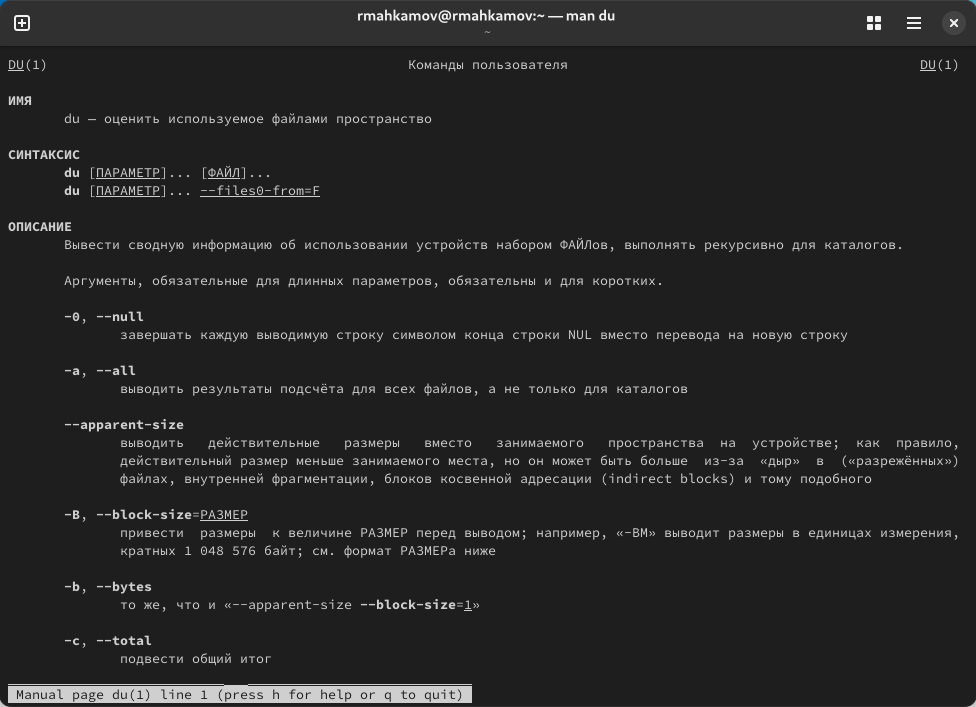 rmahkamov@rmahkamov:~ — man du
~
DU(1) Команды пользователя DU(1)
ИМЯ
du — оценить используемое файлами пространство
СИНТАКСИС
du [ПАРАМЕТР]... [ФАЙЛ]...
du [ПАРАМЕТР]... --files0-from=F
ОПИСАНИЕ
Вывести сводную информацию об использовании устройств набором ФАЙЛов, выполнять рекурсивно для каталогов.
Аргументы, обязательные для длинных параметров, обязательны и для коротких.
-0, --null
завершать каждую выводимую строку символом конца строки NUL вместо перевода на новую строку
-a, --all
выводить результаты подсчёта для всех файлов, а не только для каталогов
--apparent-size
выводить действительные размеры вместо занимаемого пространства на устройстве; как правило,
действительный размер меньше занимаемого места, но он может быть больше из-за «дыр» в («разрежённых»)
файлах, внутренней фрагментации, блоков косвенной адресации (indirect blocks) и тому подобного
-B, --block-size=РАЗМЕР
привести размеры к величине РАЗМЕР перед выводом; например, «-BM» выводит размеры в единицах измерения,
кратных 1 048 576 байт; см. формат РАЗМЕРа ниже
-b, --bytes
то же, что и «--apparent-size --block-size=1»
-c, --total
подвести общий итог
Manual page du(1) line 1 (press h for help or q to quit)